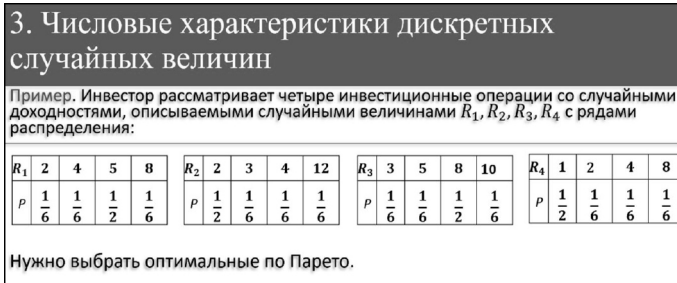 3. Числовые характеристики дискретных
случайных величин
Пример. Инвестор рассматривает четыре инвестиционные операции со случайными
доходностями, описываемыми случайными величинами R₁, R₂, R₃, R₄ с рядами
распределения:
R₁ 2 4 5 8
P 1/6 1/6 1/2 1/6
R₂ 2 3 4 12
P 1/2 1/6 1/6 1/6
R₃ 3 5 8 10
P 1/6 1/6 1/2 1/6
R₄ 1 2 4 8
P 1/2 1/6 1/6 1/6
Нужно выбрать оптимальные по Парето.